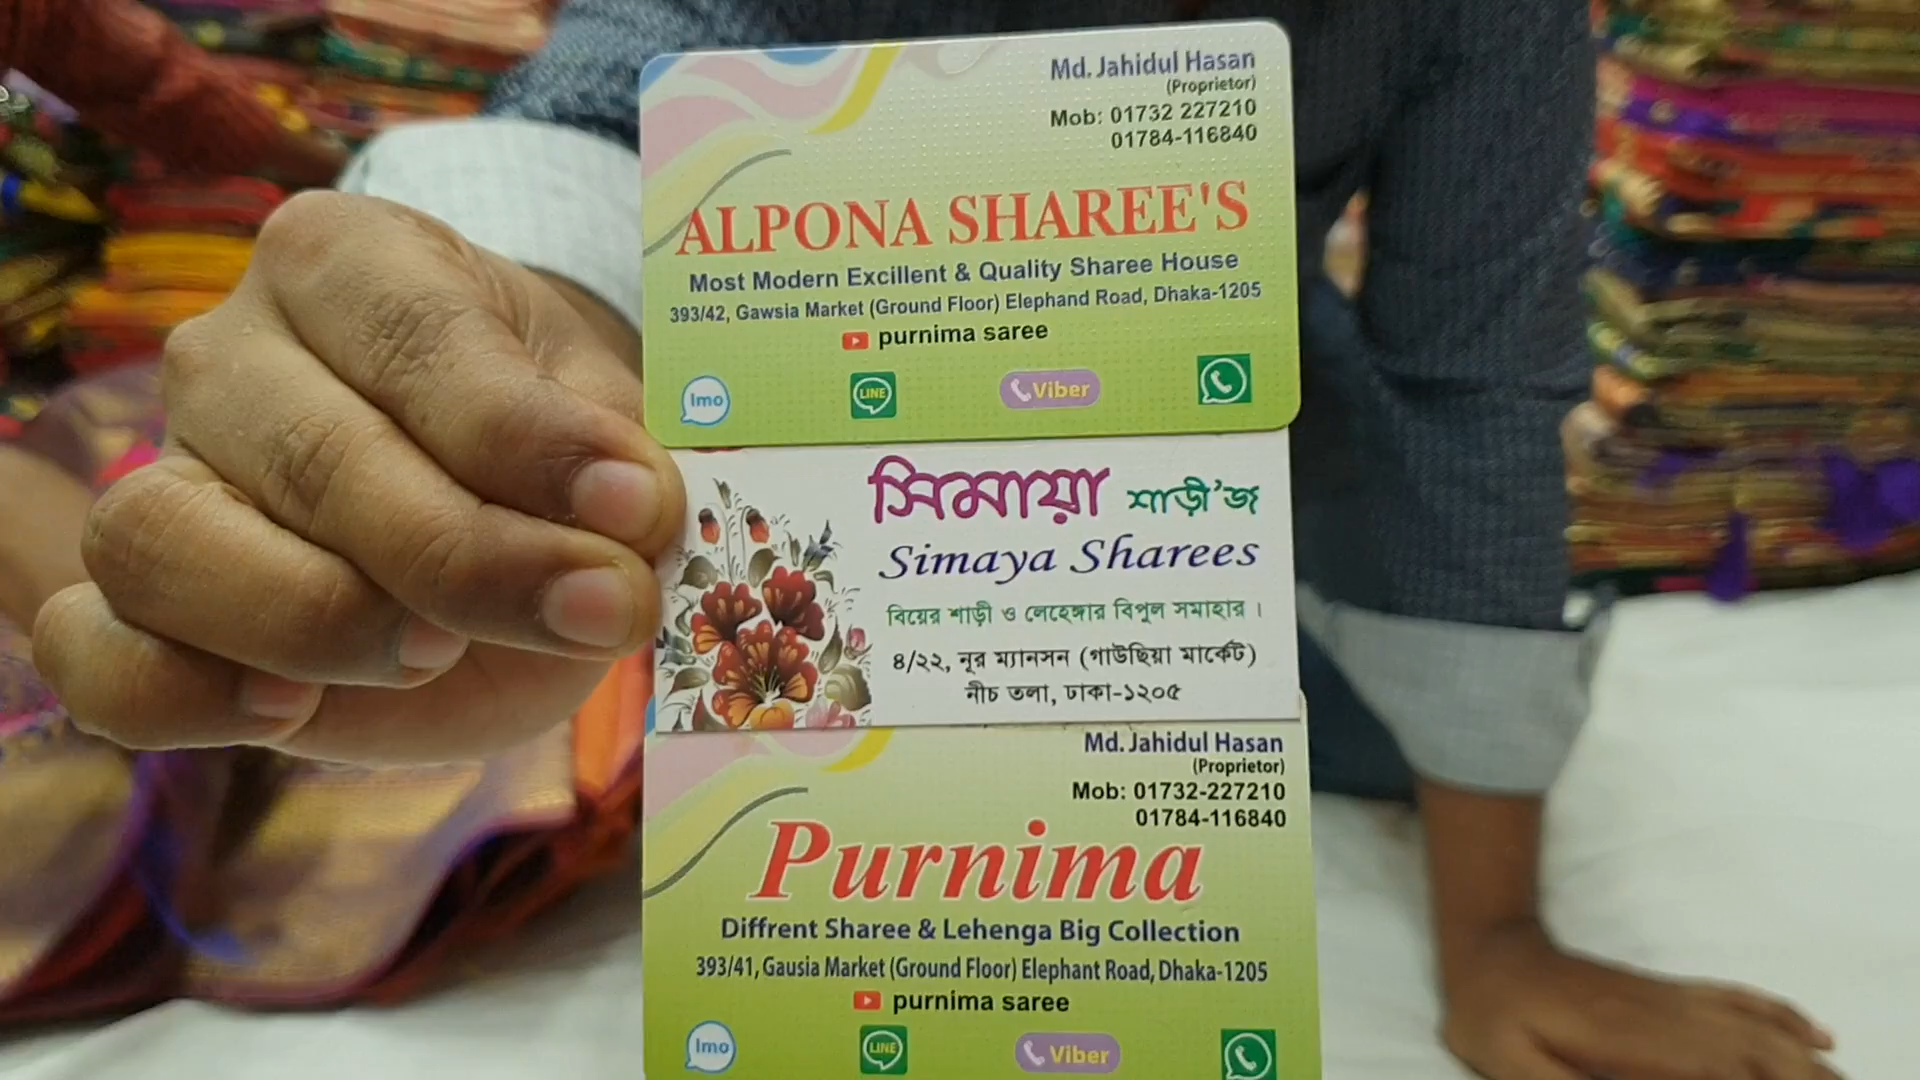 Md. Jahidul Hasan
(Proprietor)
Mob: 01732 227210
01784-116840
ALPONA SHAREE'S
Most Modern Excillent & Quality Sharee House
393/42, Gawsia Market (Ground Floor) Elephand Road, Dhaka-1205
purnima saree
Imo
LINE
Viber
সিমায়া শাড়ী'জ
Simaya Sharees
বিয়ের শাড়ী ও লেহেঙ্গার বিপুল সমাহার ।
৪/২২, নূর ম্যানসন (গাউছিয়া মার্কেট)
নীচ তলা, ঢাকা-১২০৫
Md. Jahidul Hasan
(Proprietor)
Mob: 01732-227210
01784-116840
Purnima
Diffrent Sharee & Lehenga Big Collection
393/41, Gausia Market (Ground Floor) Elephant Road, Dhaka-1205
purnima saree
Imo
LINE
Viber